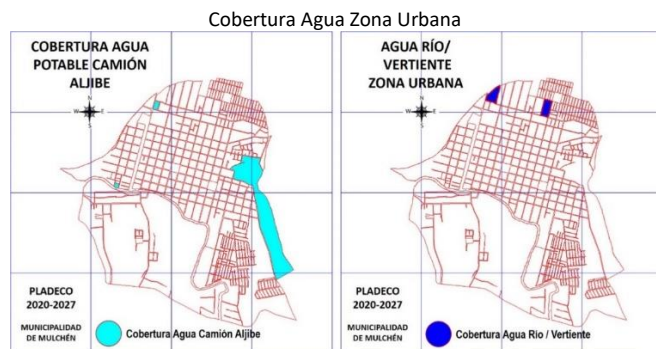 Cobertura Agua Zona Urbana
COBERTURA AGUA
POTABLE CAMIÓN
ALJIBE
N
W E
S
PLADECO
2020-2027
MUNICIPALIDAD
DE MULCHÉN
Cobertura Agua Camión Aljibe
AGUA RÍO/
VERTIENTE
ZONA URBANA
N
W E
S
PLADECO
2020-2027
MUNICIPALIDAD
DE MULCHÉN
Cobertura Agua Rio / Vertiente